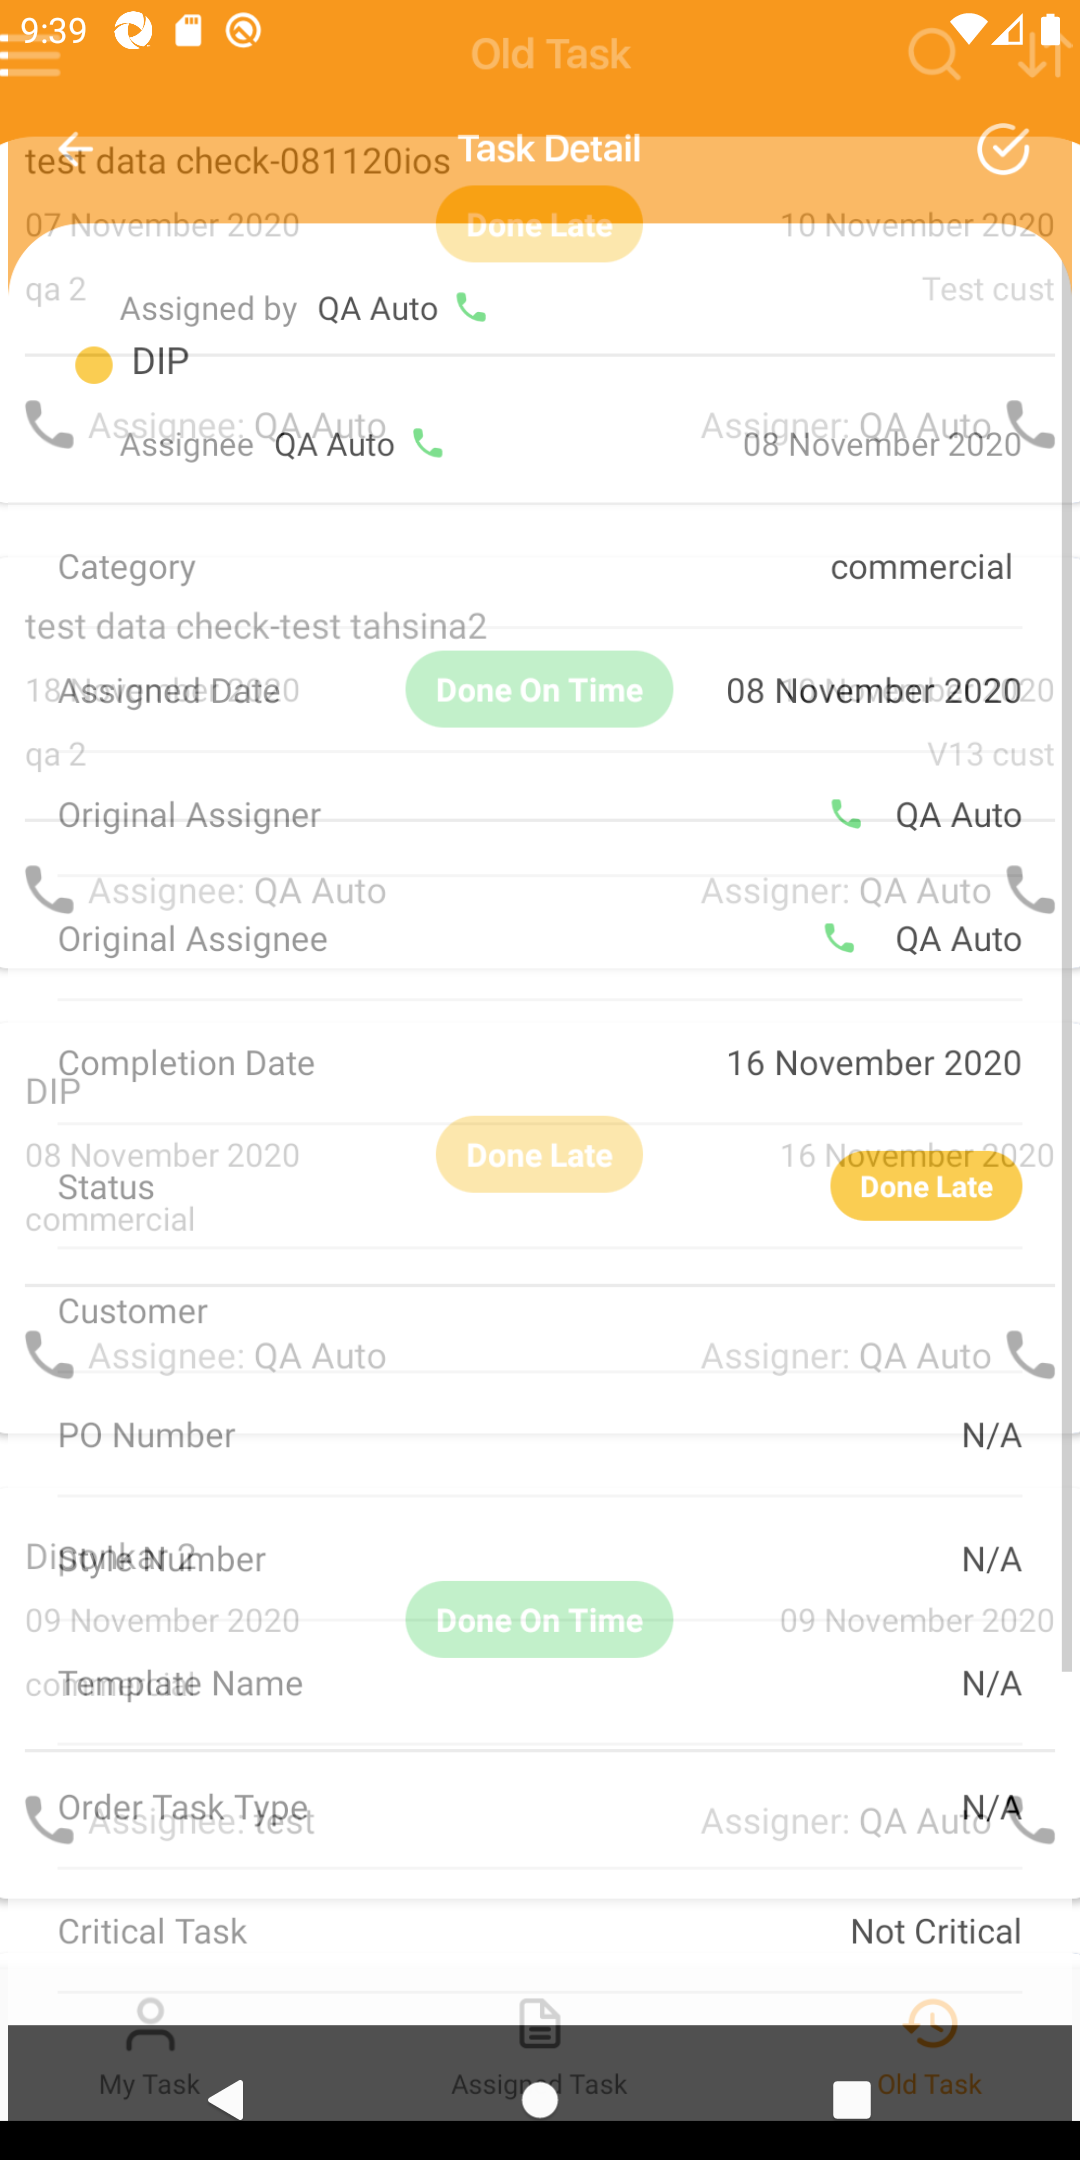 9:39
Old Task
Task Detail
test data check-081120ios
07 November 2020 Done Late 10 November 2020
qa 2 Test cust
Assigned by QA Auto
DIP
Assignee: QA Auto Assigner: QA Auto
Assignee QA Auto 08 November 2020
Category commercial
test data check-test tahsina2
18 November 2020 Done On Time
Assigned Date 08 November 2020
qa 2 V13 cust
Original Assigner QA Auto
Assignee: QA Auto Assigner: QA Auto
Original Assignee QA Auto
Completion Date 16 November 2020
DIP
08 November 2020 Done Late 16 November 2020
Status Done Late
commercial
Customer
Assignee: QA Auto Assigner: QA Auto
PO Number N/A
Diponkar 2
Style Number N/A
09 November 2020 Done On Time 09 November 2020
commercial
Template Name N/A
Order Task Type N/A
Assignee: test Assigner: QA Auto
Critical Task Not Critical
My Task Assigned Task Old Task